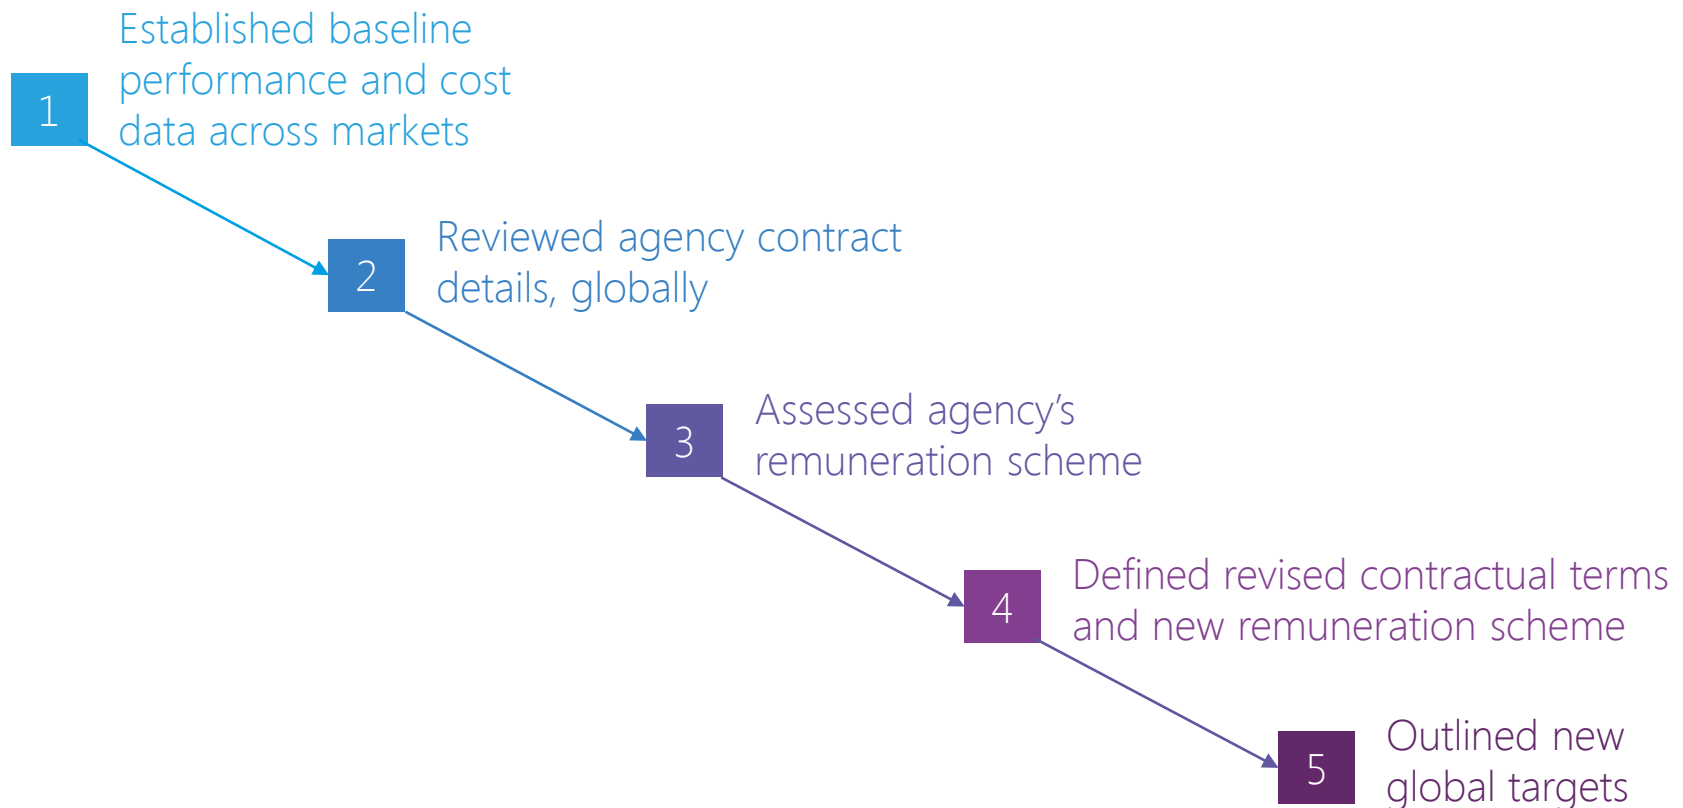 1
Established baseline
performance and cost
data across markets
2
Reviewed agency contract
details, globally
3
Assessed agency’s
remuneration scheme
4
Defined revised contractual terms
and new remuneration scheme
5
Outlined new
global targets